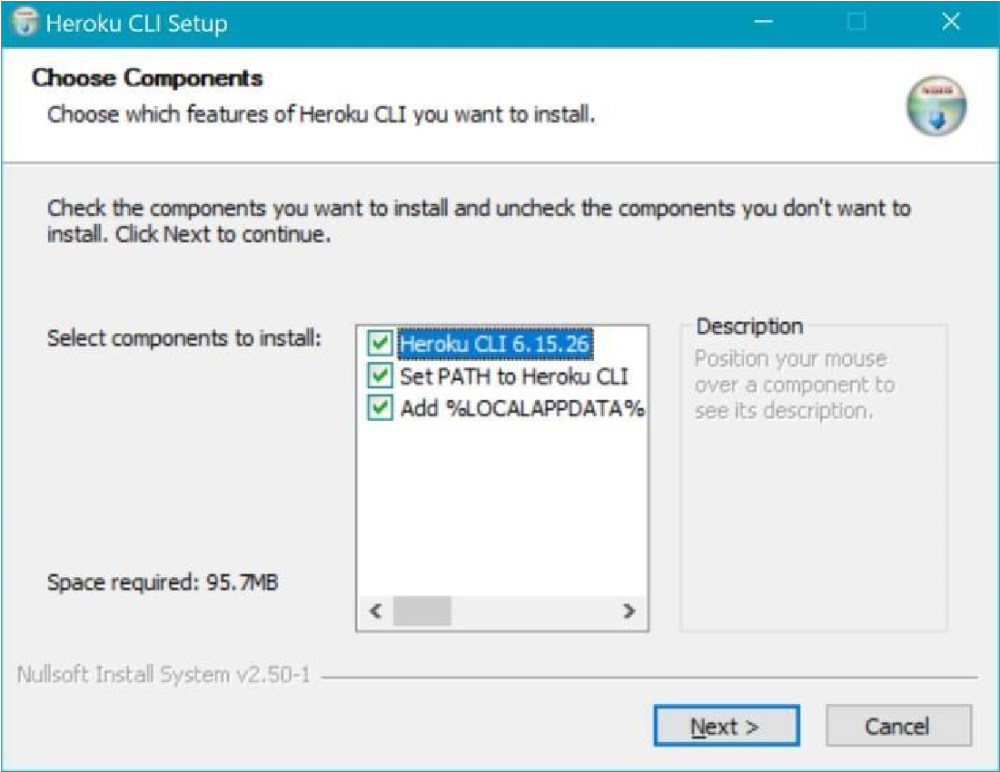 Heroku CLI Setup
Choose Components
Choose which features of Heroku CLI you want to install.
Check the components you want to install and uncheck the components you don't want to
install. Click Next to continue.
Select components to install:
Heroku CLI 6.15.26
Set PATH to Heroku CLI
Add %LOCALAPPDATA%
Description
Position your mouse
over a component to
see its description.
Space required: 95.7MB
Nullsoft Install System v2.50-1
Next >
Cancel